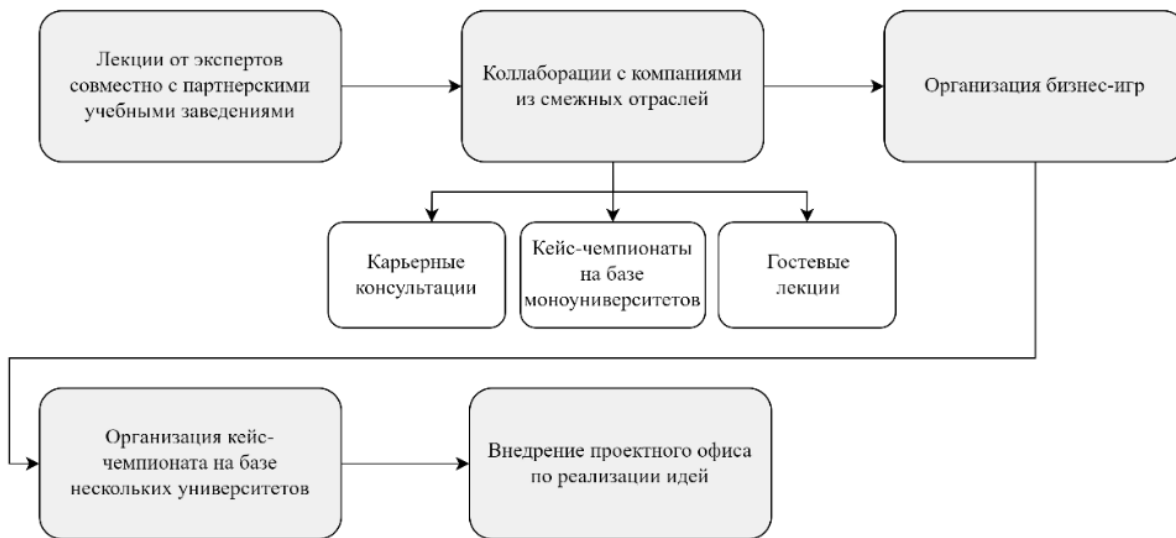 Лекции от экспертов
совместно с партнерскими
учебными заведениями
Коллаборации с компаниями
из смежных отраслей
Организация бизнес-игр
Карьерные
консультации
Кейс-чемпионаты
на базе
моноуниверситетов
Гостевые
лекции
Организация кейс-
чемпионата на базе
нескольких университетов
Внедрение проектного офиса
по реализации идей